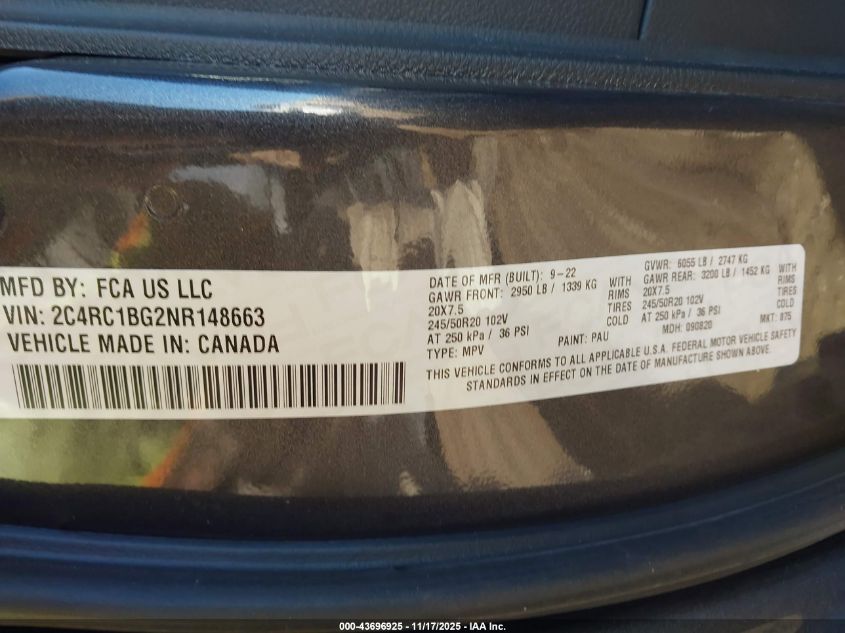 MFD BY: FCA US LLC
VIN: 2C4RC1BG2NR148663
VEHICLE MADE IN: CANADA
DATE OF MFR (BUILT): 9-22
GAWR FRONT: 2950 LB / 1339 KG WITH
20X7.5 RIMS
245/50R20 102V TIRES
AT 250 kPa / 36 PSI COLD
TYPE: MPV PAINT: PAU
GVWR: 6055 LB / 2747 KG
GAWR REAR: 3200 LB / 1452 KG WITH
20X7.5 RIMS
245/50R20 102V TIRES
AT 250 kPa / 36 PSI COLD
MDH: 090820 MKT: 875
THIS VEHICLE CONFORMS TO ALL APPLICABLE U.S.A. FEDERAL MOTOR VEHICLE SAFETY
STANDARDS IN EFFECT ON THE DATE OF MANUFACTURE SHOWN ABOVE.
000-43696925 - 11/17/2025 - IAA Inc.